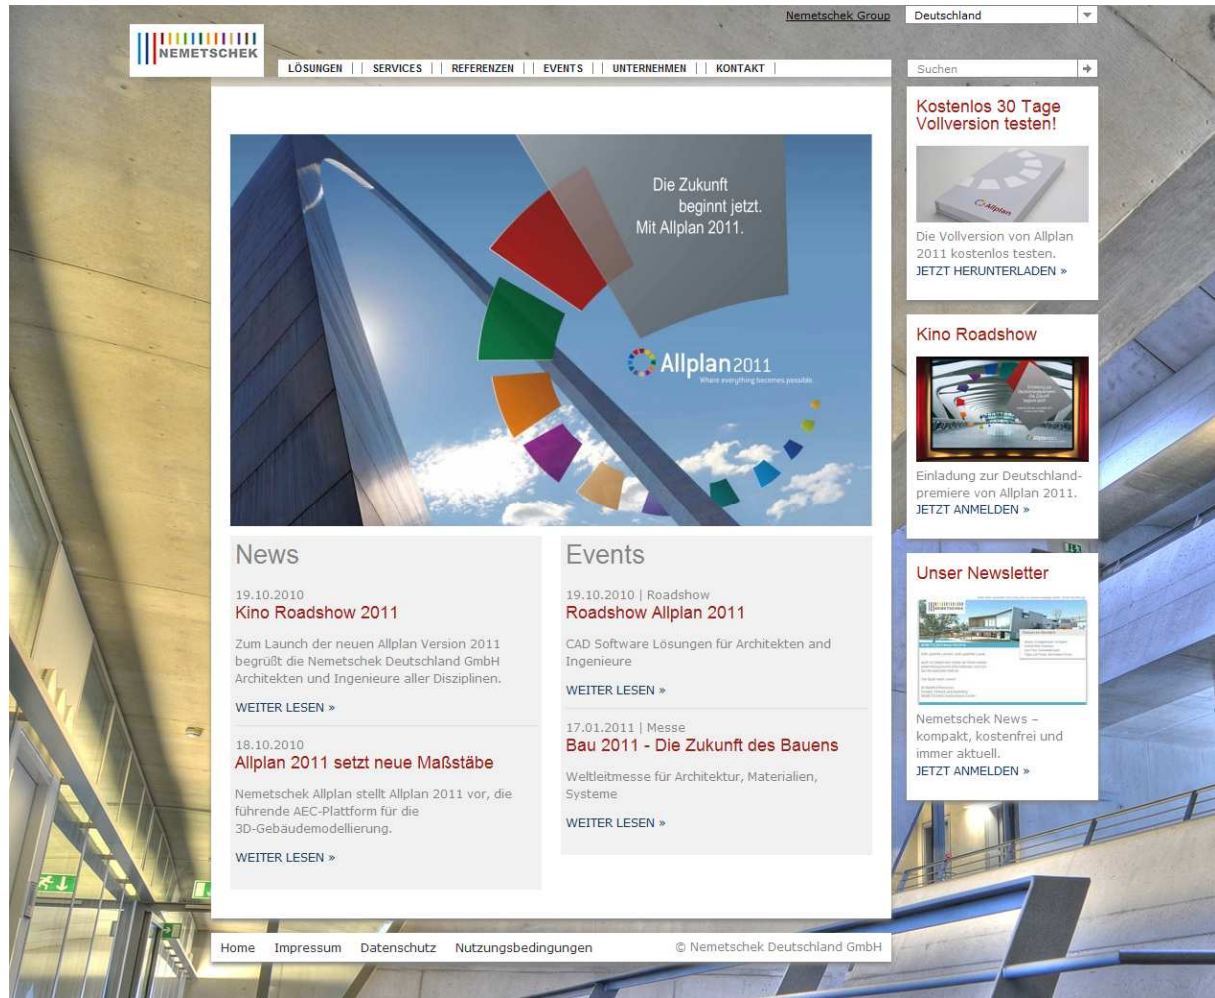 Nemetschek Group
Deutschland
NEMETSCHEK
LÖSUNGEN | | SERVICES | | REFERENZEN | | EVENTS | | UNTERNEHMEN | | KONTAKT |
Suchen
Die Zukunft
beginnt jetzt.
Mit Allplan 2011.
Allplan 2011
Where everything becomes possible.
News
19.10.2010
Kino Roadshow 2011
Zum Launch der neuen Allplan Version 2011
begrüßt die Nemetschek Deutschland GmbH
Architekten und Ingenieure aller Disziplinen.
WEITER LESEN »
18.10.2010
Allplan 2011 setzt neue Maßstäbe
Nemetschek Allplan stellt Allplan 2011 vor, die
führende AEC-Plattform für die
3D-Gebäudemodellierung.
WEITER LESEN »
Events
19.10.2010 | Roadshow
Roadshow Allplan 2011
CAD Software Lösungen für Architekten and
Ingenieure
WEITER LESEN »
17.01.2011 | Messe
Bau 2011 - Die Zukunft des Bauens
Weltleitmesse für Architektur, Materialien,
Systeme
WEITER LESEN »
Kostenlos 30 Tage
Vollversion testen!
Allplan
Die Vollversion von Allplan
2011 kostenlos testen.
JETZT HERUNTERLADEN »
Kino Roadshow
Einladung zur Deutschland-
premiere von Allplan 2011.
JETZT ANMELDEN »
Unser Newsletter
NEMETSCHEK
Nemetschek News –
kompakt, kostenfrei und
immer aktuell.
JETZT ANMELDEN »
Home Impressum Datenschutz Nutzungsbedingungen © Nemetschek Deutschland GmbH